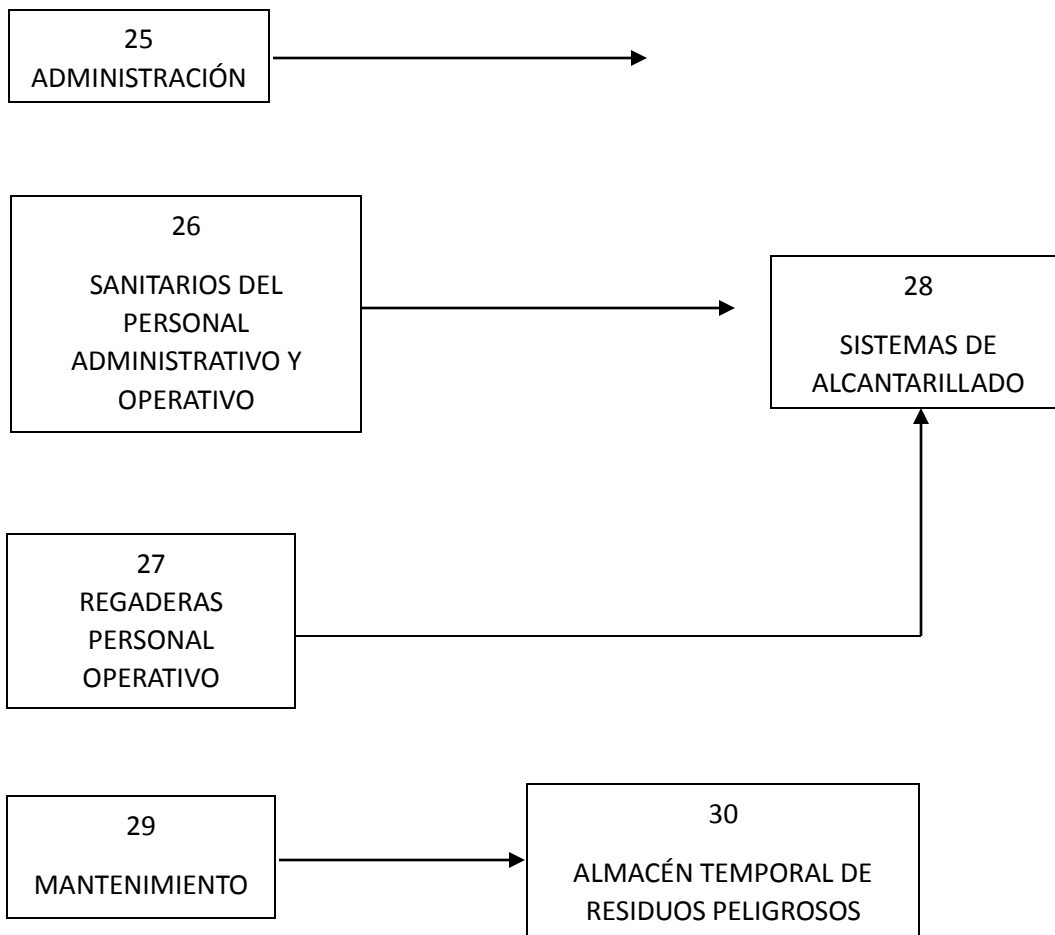 25
ADMINISTRACIÓN
26
SANITARIOS DEL
PERSONAL
ADMINISTRATIVO Y
OPERATIVO
28
SISTEMAS DE
ALCANTARILLADO
27
REGADERAS
PERSONAL
OPERATIVO
29
MANTENIMIENTO
30
ALMACÉN TEMPORAL DE
RESIDUOS PELIGROSOS